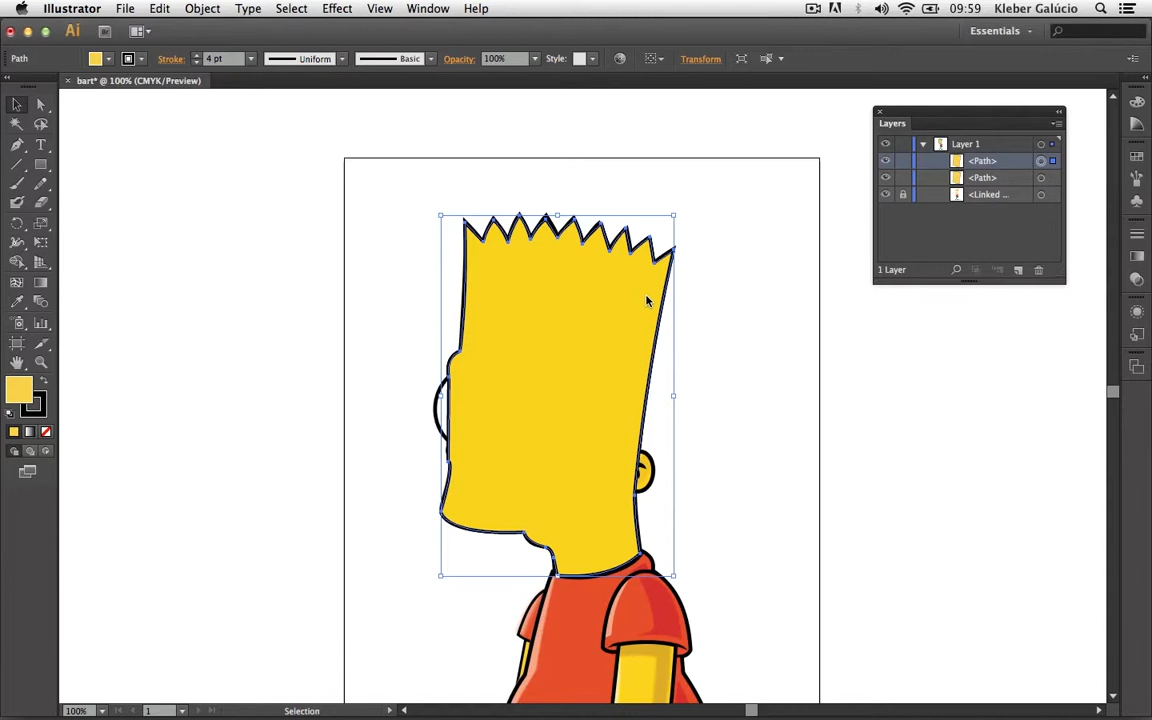 Illustrator File Edit Object Type Select Effect View Window Help 09:59 Kleber Galúcio
Ai Br Essentials
Path Stroke: 4 pt Uniform Basic Opacity: 100% Style: Transform
× bart* @ 100% (CMYK/Preview)
Layers
Layer 1
<Path>
<Path>
<Linked ...
1 Layer
100% 1 Selection